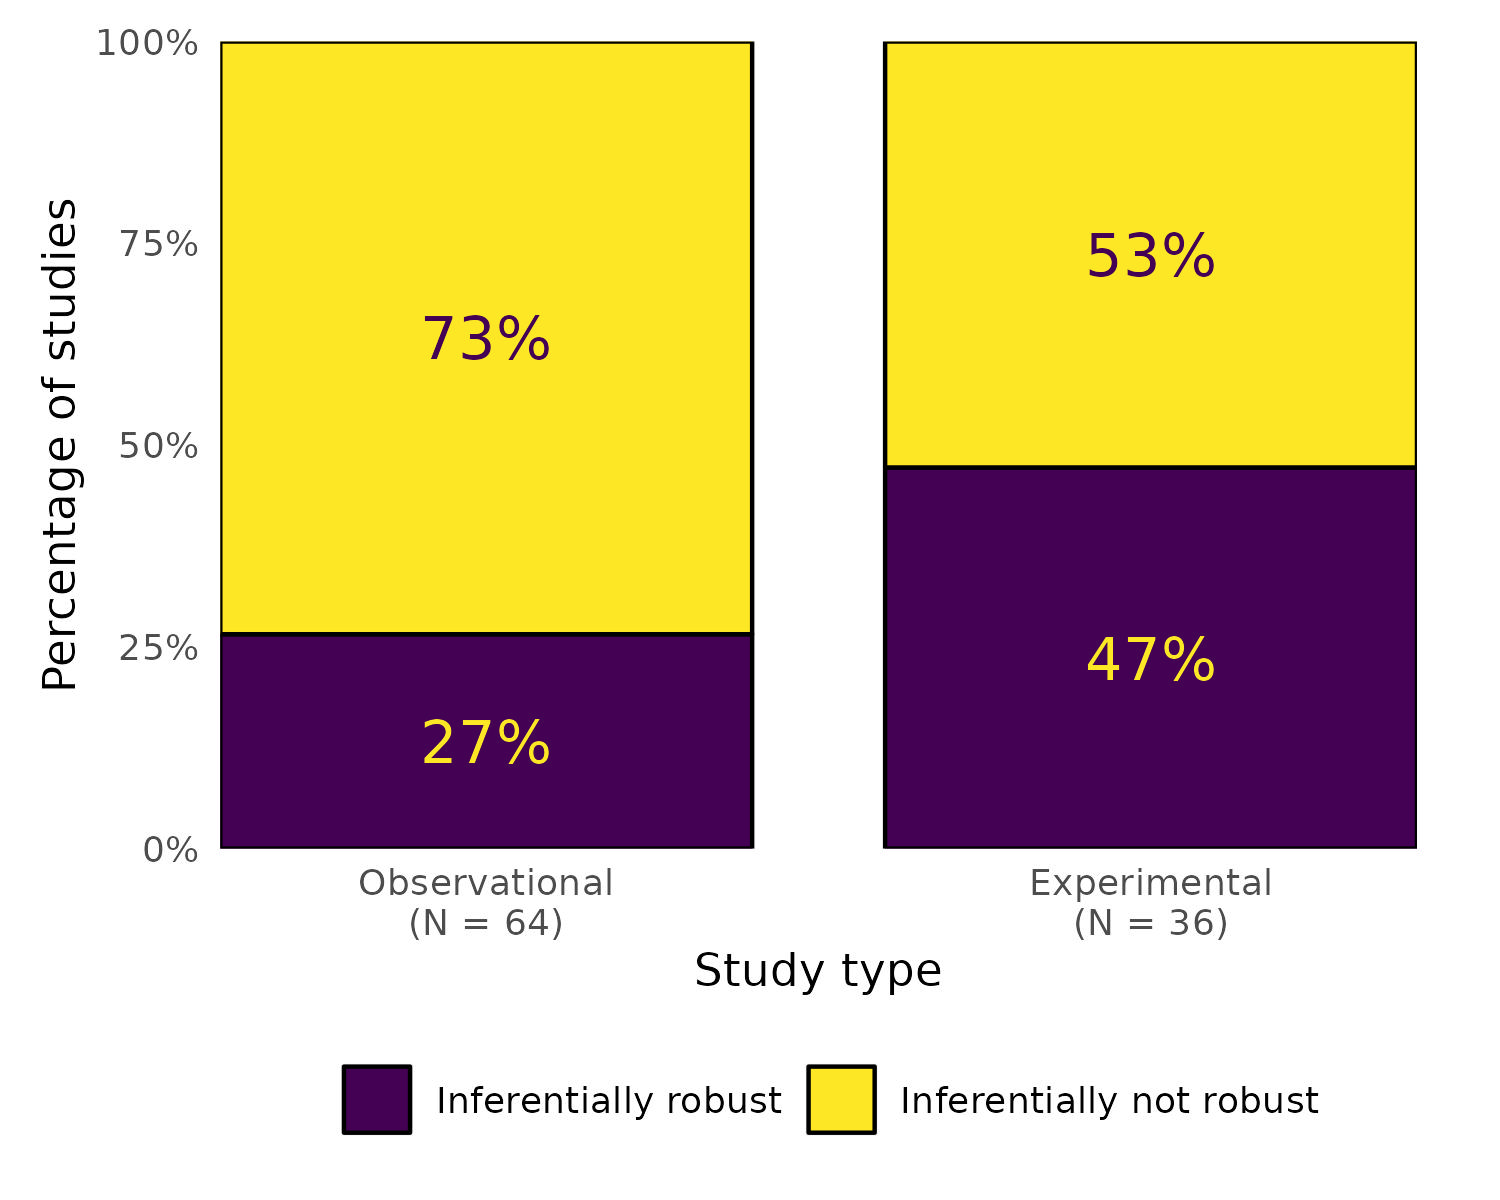 100%
75%
50%
25%
0%
Percentage of studies
73%
27%
53%
47%
Observational
(N = 64)
Experimental
(N = 36)
Study type
Inferentially robust
Inferentially not robust